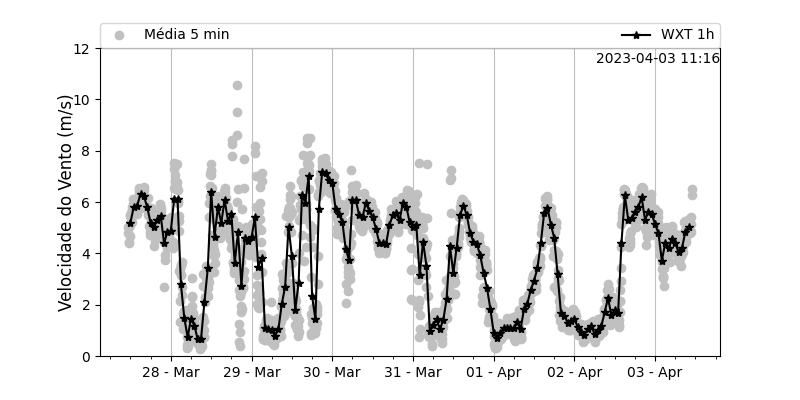 Média 5 min
WXT 1h
2023-04-03 11:16
Velocidade do Vento (m/s)
12
10
8
6
4
2
0
28 - Mar
29 - Mar
30 - Mar
31 - Mar
01 - Apr
02 - Apr
03 - Apr